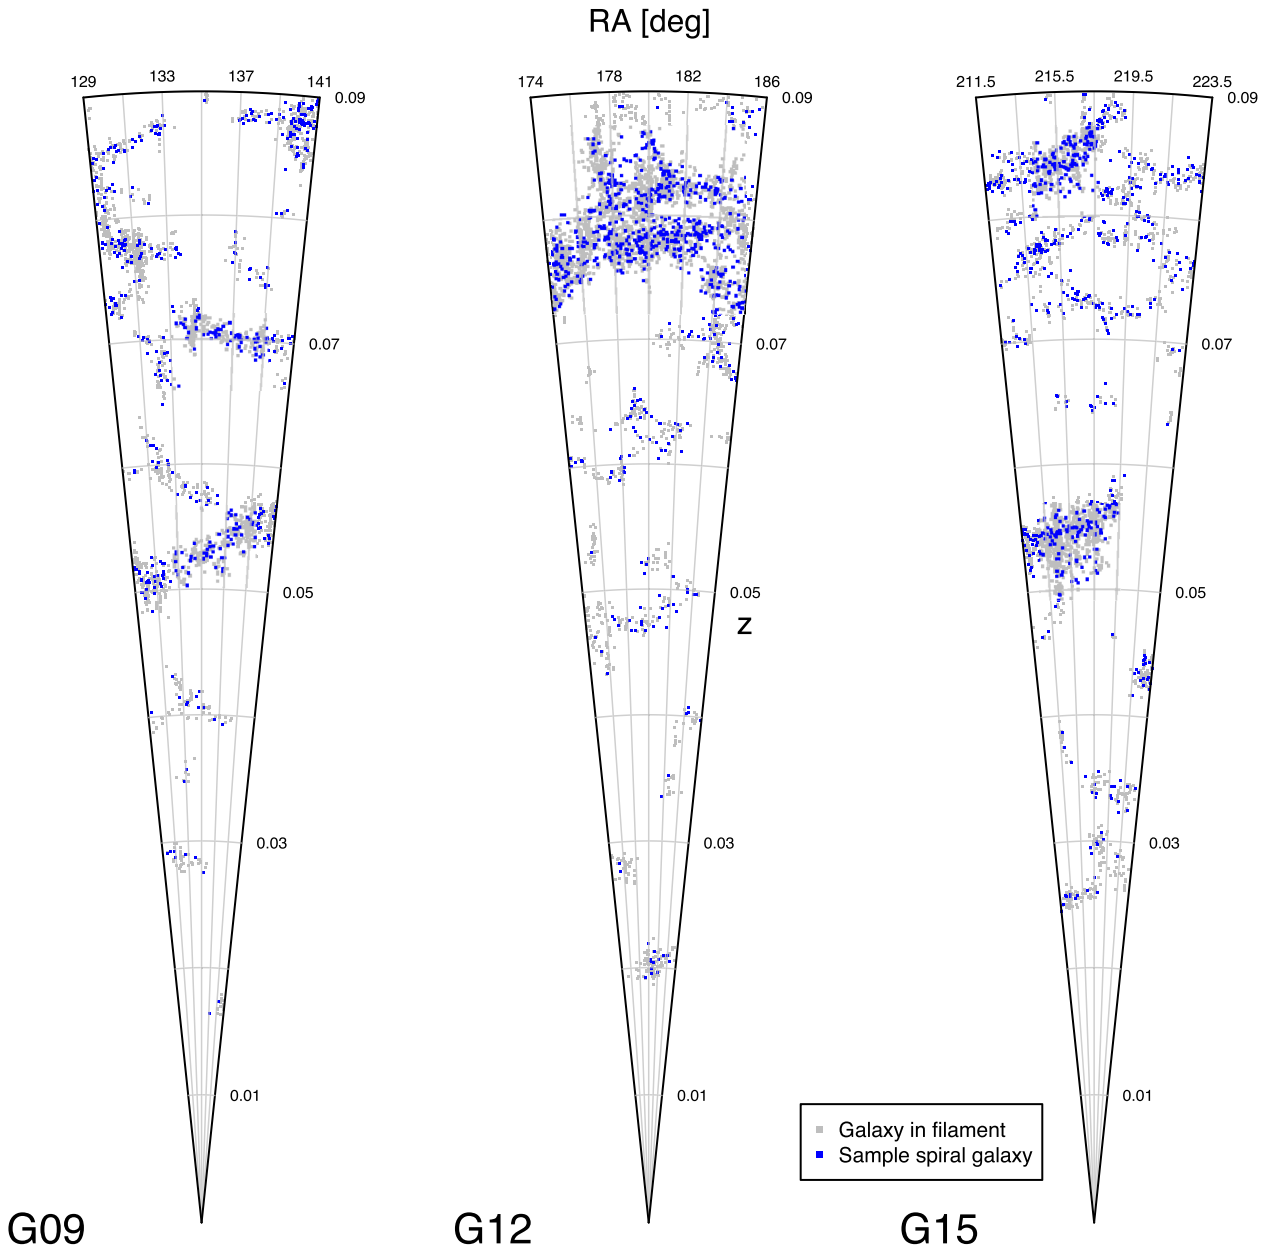 RA [deg]
129 133 137 141
174 178 182 186
211.5 215.5 219.5 223.5
0.09 0.09 0.09
0.07 0.07 0.07
0.05 0.05 0.05
z
0.03 0.03 0.03
0.01 0.01 0.01
Galaxy in filament
Sample spiral galaxy
G09 G12 G15